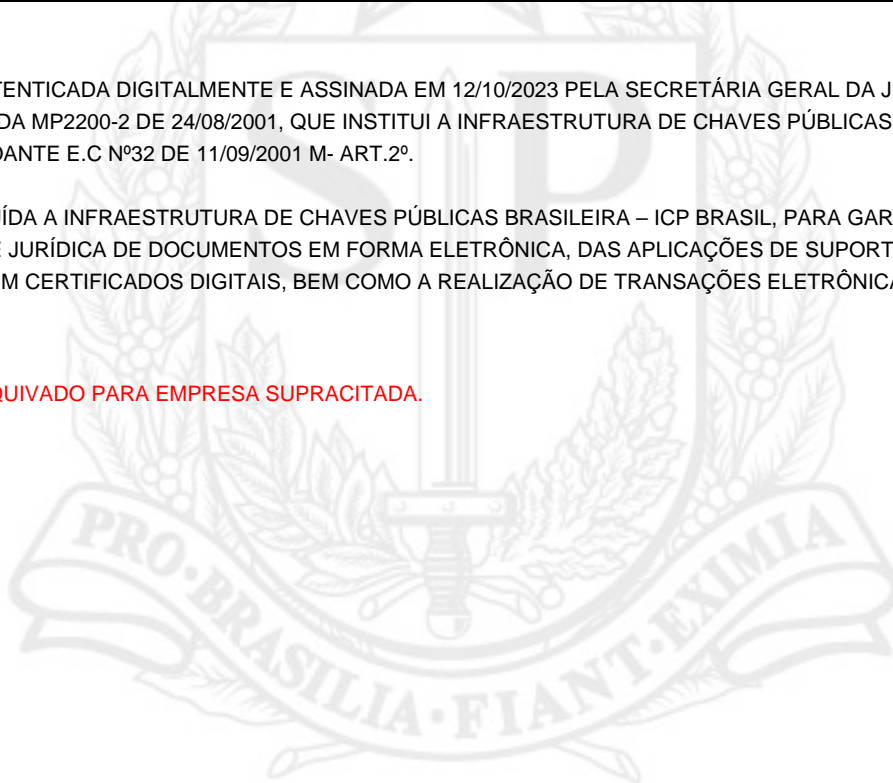 TENTICADA DIGITALMENTE E ASSINADA EM 12/10/2023 PELA SECRETÁRIA GERAL DA J
DA MP2200-2 DE 24/08/2001, QUE INSTITUI A INFRAESTRUTURA DE CHAVES PÚBLICAS
DANTE E.C Nº32 DE 11/09/2001 M- ART.2º.
UÍDA A INFRAESTRUTURA DE CHAVES PÚBLICAS BRASILEIRA – ICP BRASIL, PARA GAR
E JURÍDICA DE DOCUMENTOS EM FORMA ELETRÔNICA, DAS APLICAÇÕES DE SUPORT
M CERTIFICADOS DIGITAIS, BEM COMO A REALIZAÇÃO DE TRANSAÇÕES ELETRÔNICA
QUIVADO PARA EMPRESA SUPRACITADA.
SP
PRO·BRASILIA·FIANT·EXIMIA